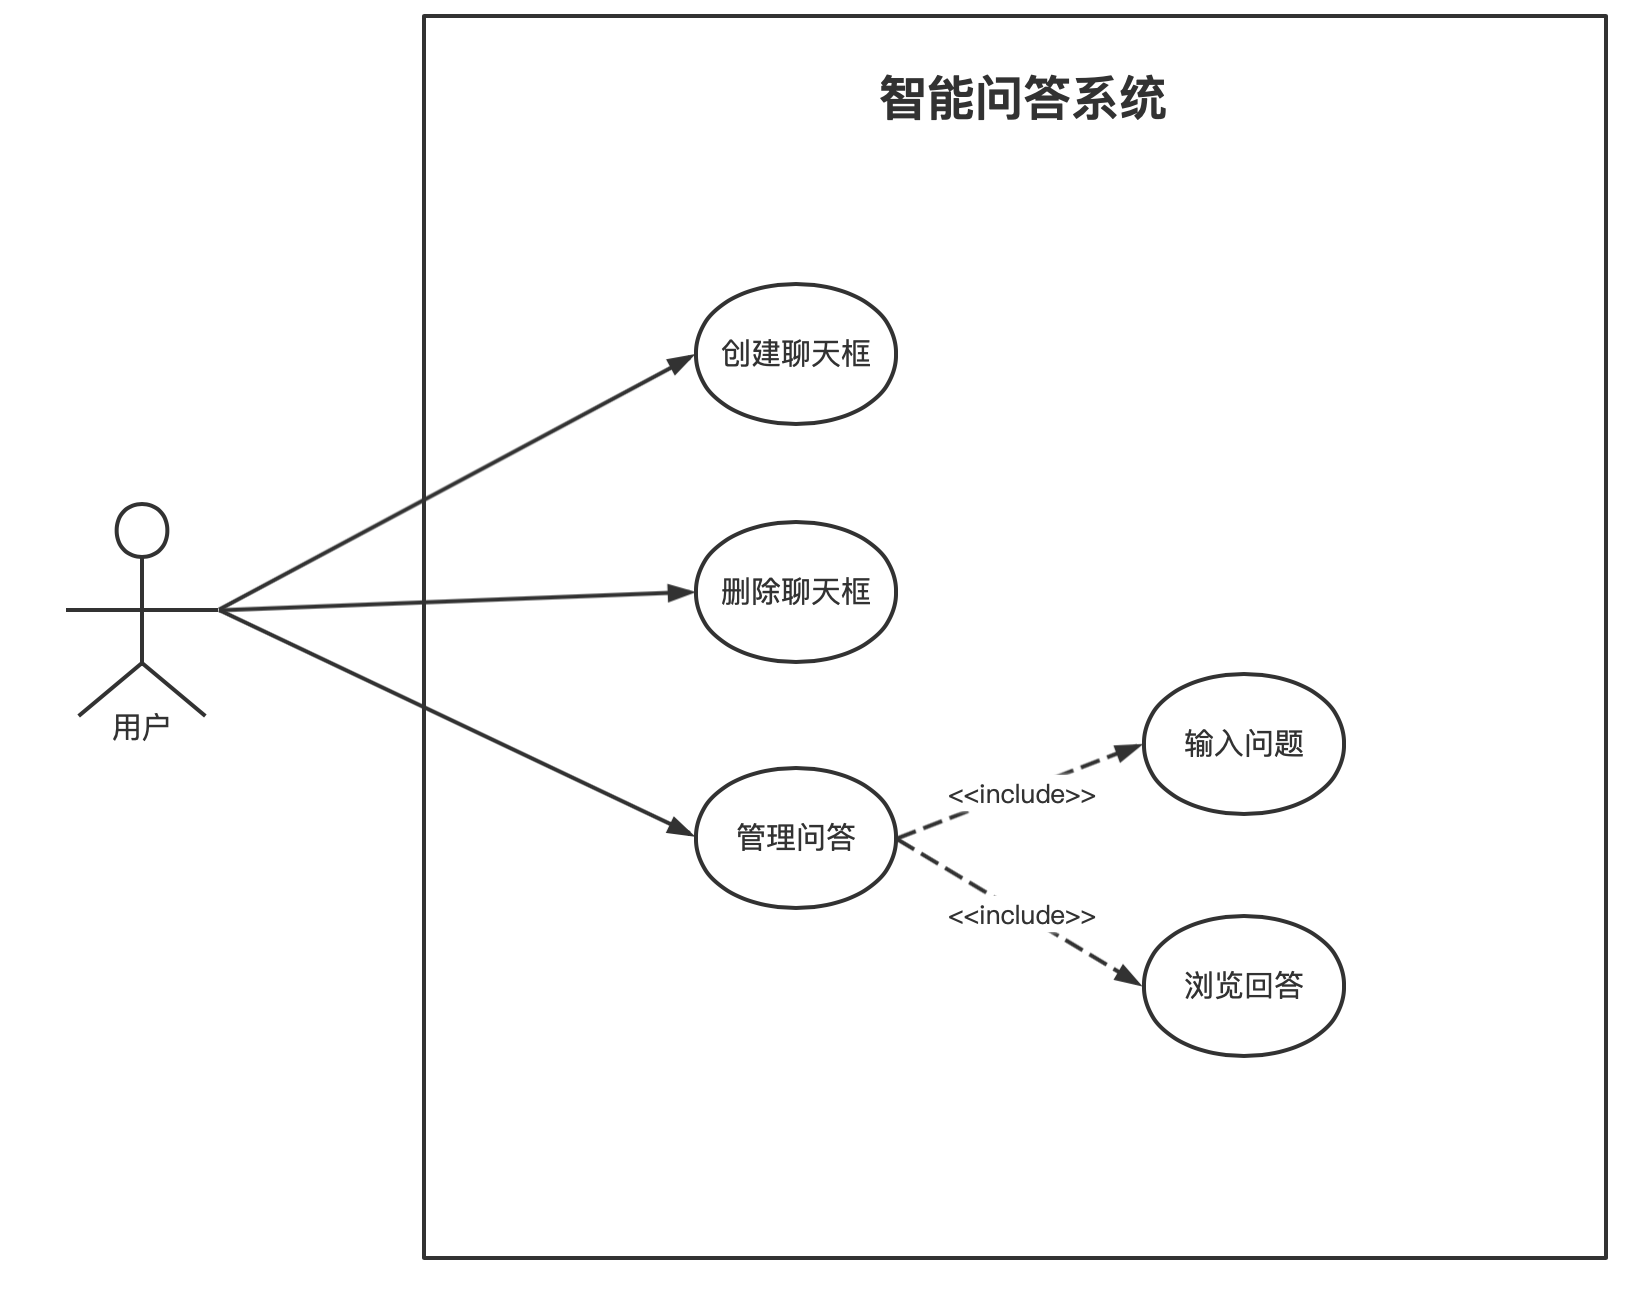 智能问答系统
创建聊天框
删除聊天框
用户
管理问答
<<include>>
输入问题
<<include>>
浏览回答